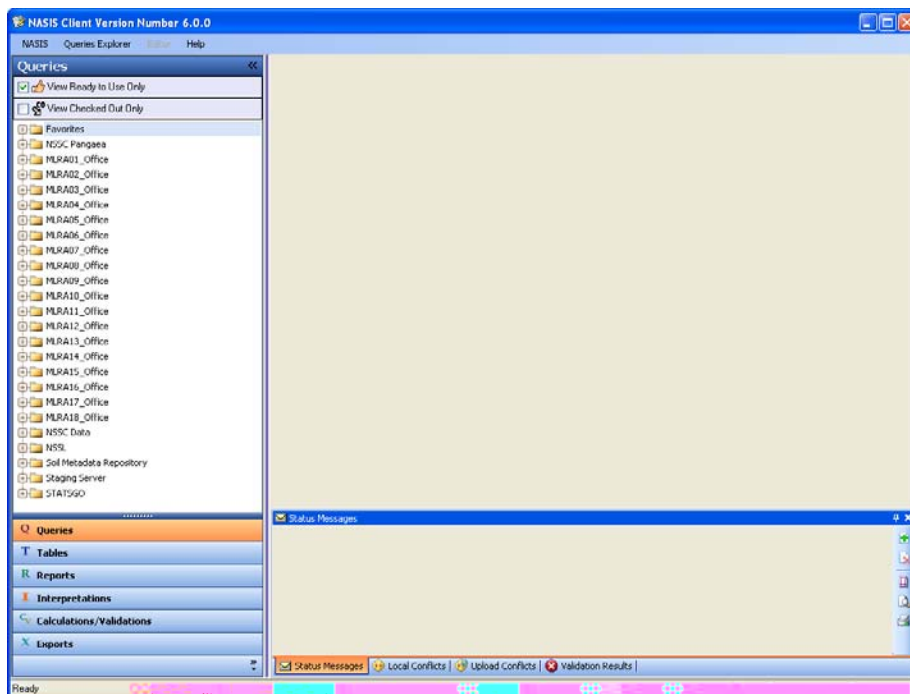 NASIS Client Version Number 6.0.0
NASIS Queries Explorer Editor Help
Queries
View Ready to Use Only
View Checked Out Only
Favorites
NSSC Pangaea
MLRA01_Office
MLRA02_Office
MLRA03_Office
MLRA04_Office
MLRA05_Office
MLRA06_Office
MLRA07_Office
MLRA08_Office
MLRA09_Office
MLRA10_Office
MLRA11_Office
MLRA12_Office
MLRA13_Office
MLRA14_Office
MLRA15_Office
MLRA16_Office
MLRA17_Office
MLRA18_Office
NSSC Data
NSSL
Soil Metadata Repository
Staging Server
STATSGO
Q Queries
T Tables
R Reports
I Interpretations
Calculations/Validations
X Exports
Status Messages
Status Messages Local Conflicts Upload Conflicts Validation Results
Ready